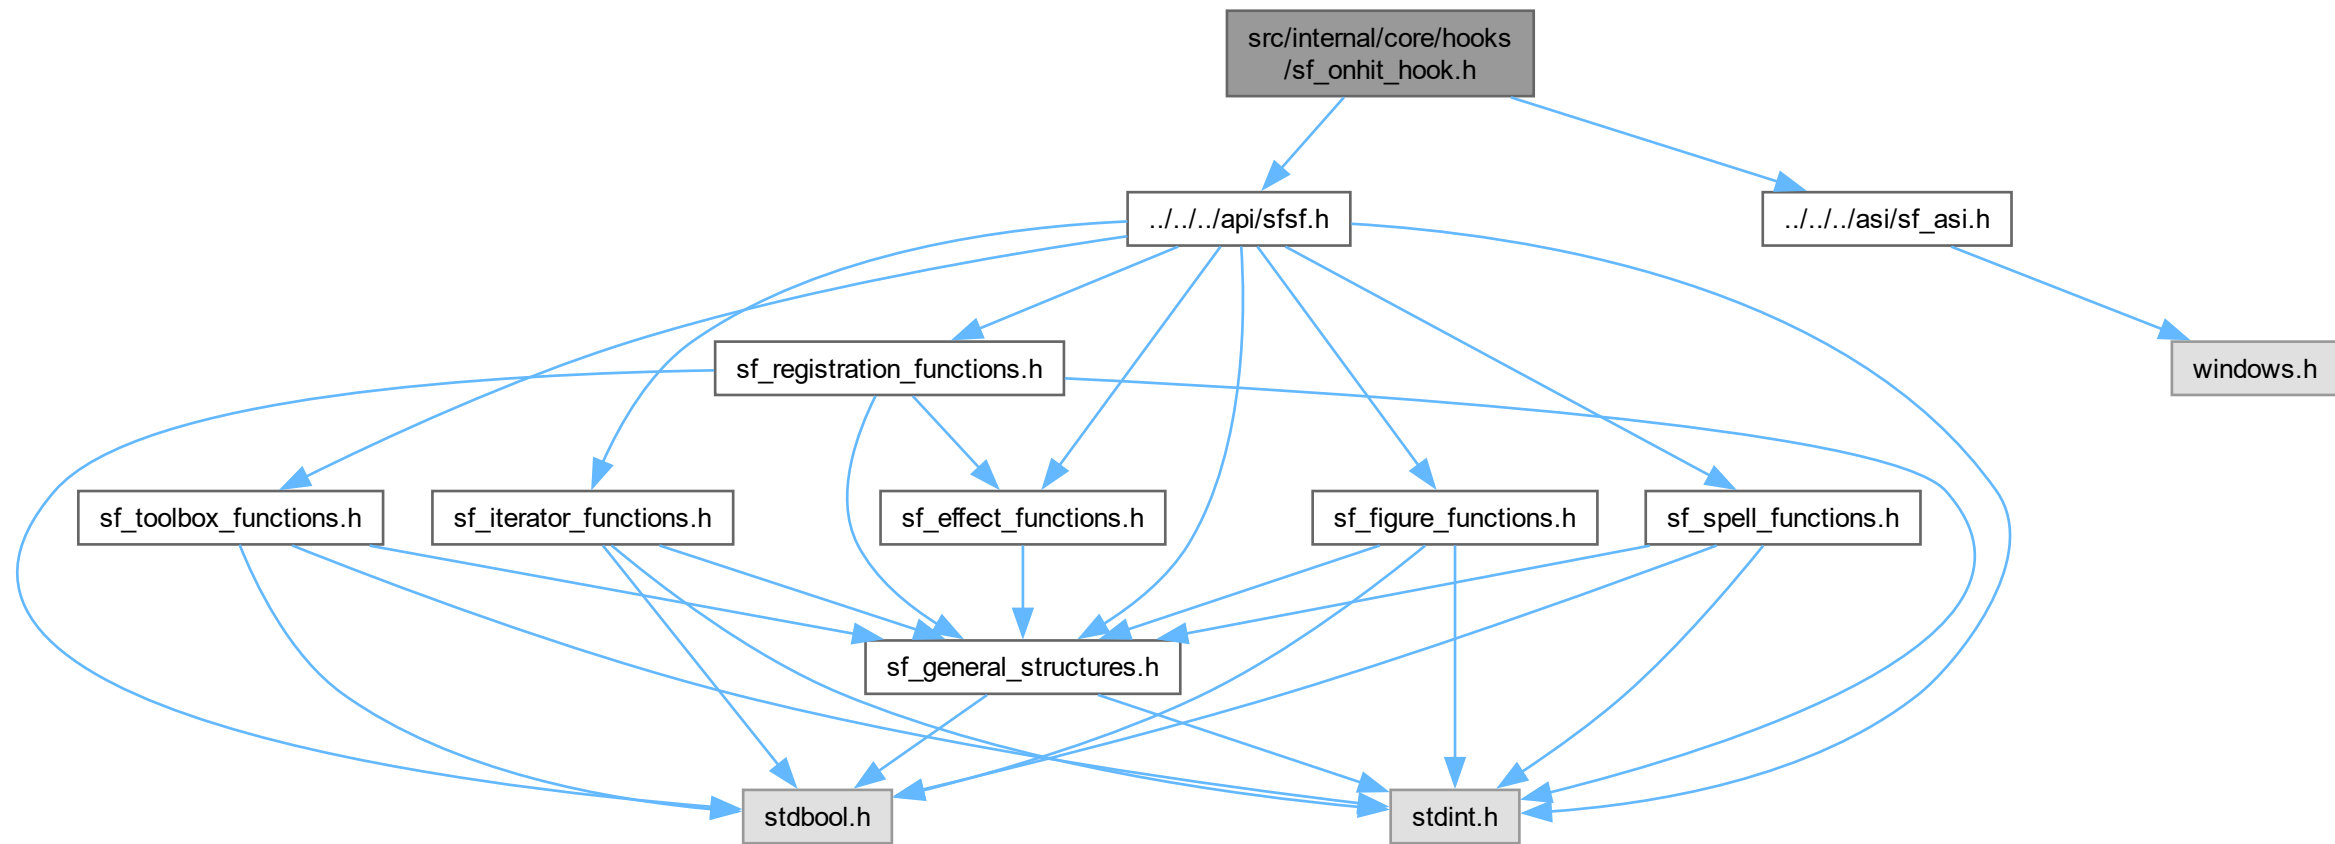 src/internal/core/hooks
/sf_onhit_hook.h
../../../api/sfsf.h
../../../asi/sf_asi.h
sf_registration_functions.h
windows.h
sf_toolbox_functions.h
sf_iterator_functions.h
sf_effect_functions.h
sf_figure_functions.h
sf_spell_functions.h
sf_general_structures.h
stdbool.h
stdint.h